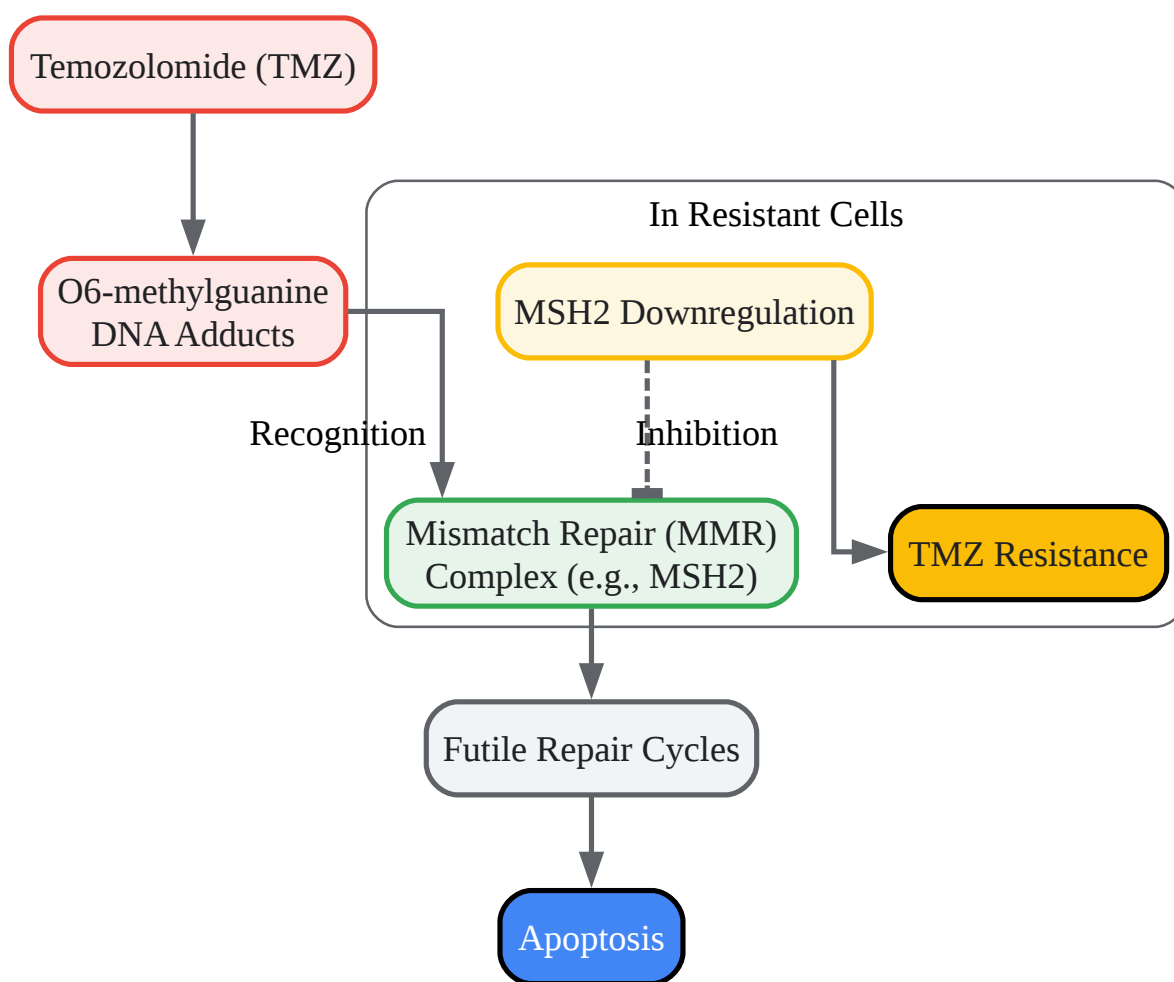 Temozolomide (TMZ)
In Resistant Cells
O6-methylguanine
DNA Adducts
MSH2 Downregulation
Recognition
Inhibition
Mismatch Repair (MMR)
Complex (e.g., MSH2)
TMZ Resistance
Futile Repair Cycles
Apoptosis